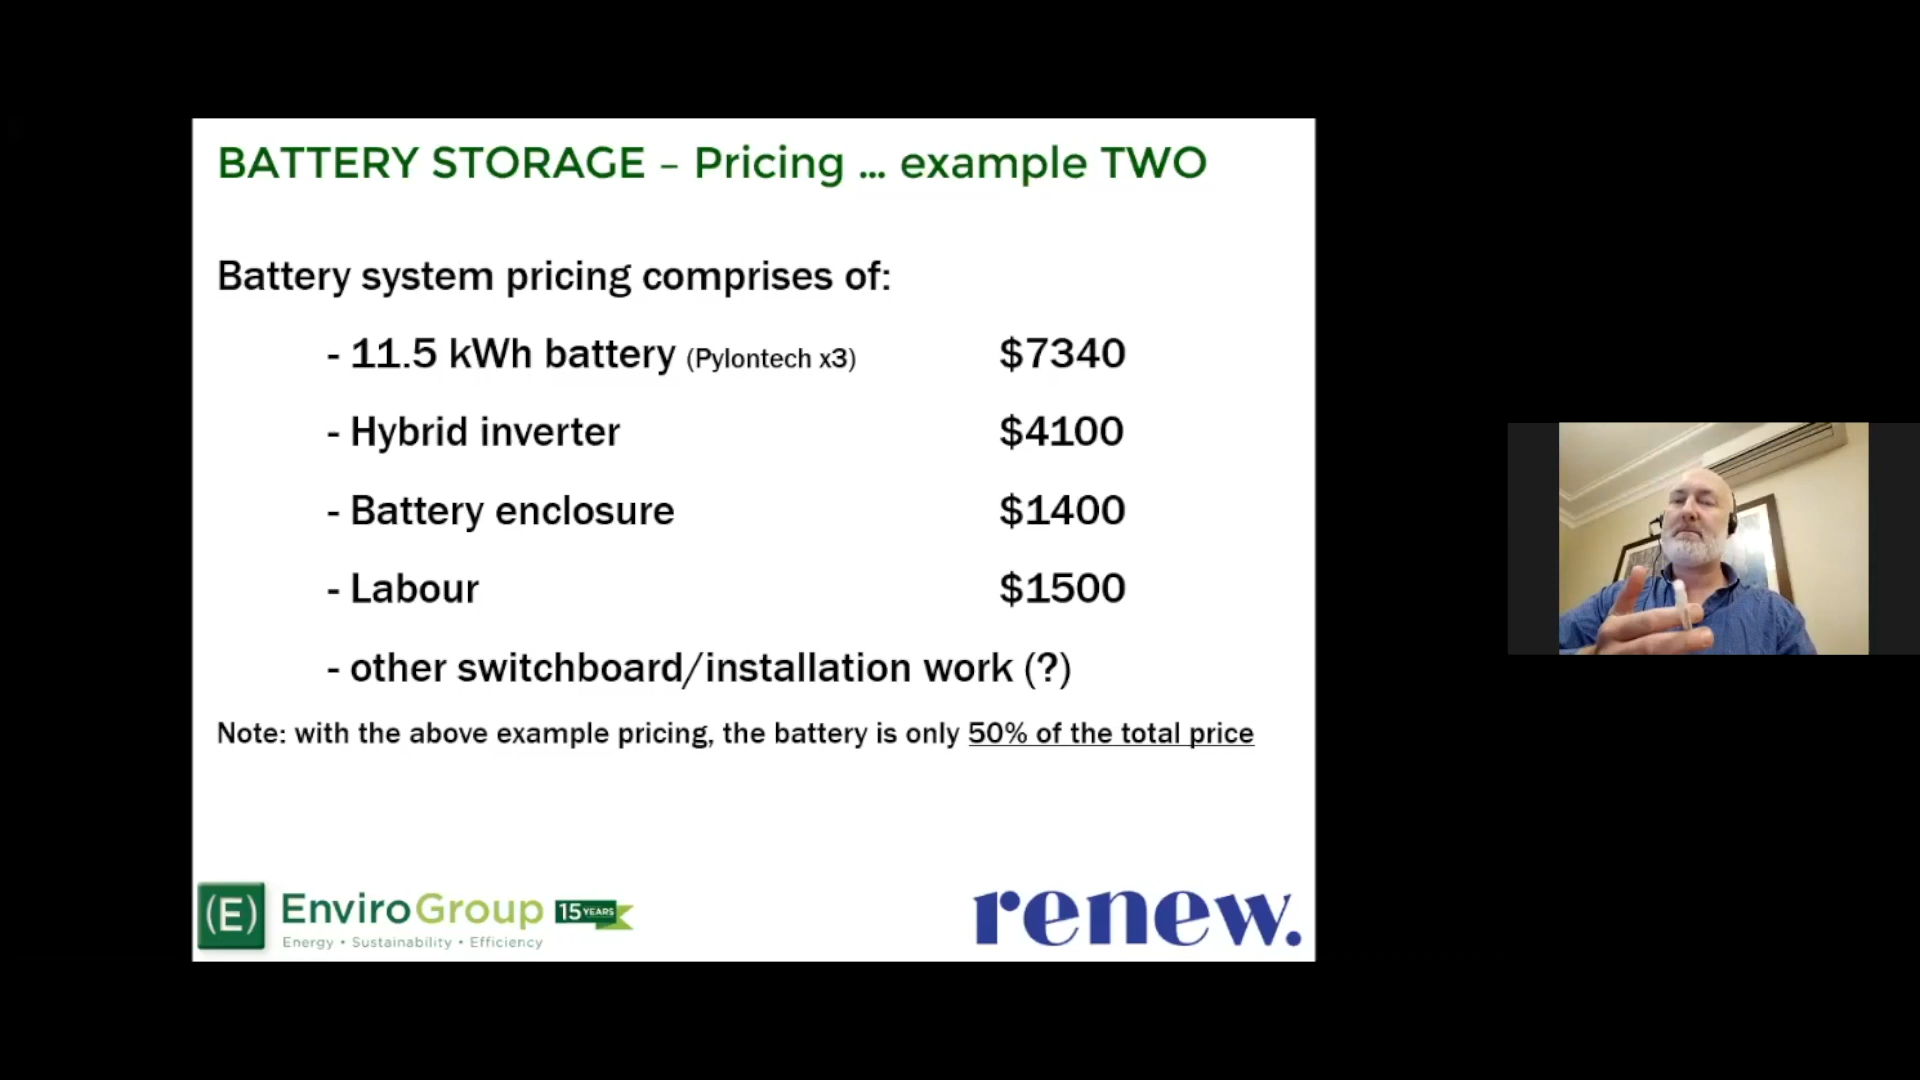 BATTERY STORAGE – Pricing ... example TWO
Battery system pricing comprises of:
- 11.5 kWh battery (Pylontech x3) $7340
- Hybrid inverter $4100
- Battery enclosure $1400
- Labour $1500
- other switchboard/installation work (?)
Note: with the above example pricing, the battery is only 50% of the total price
(E) EnviroGroup 15 YEARS
Energy • Sustainability • Efficiency
renew.